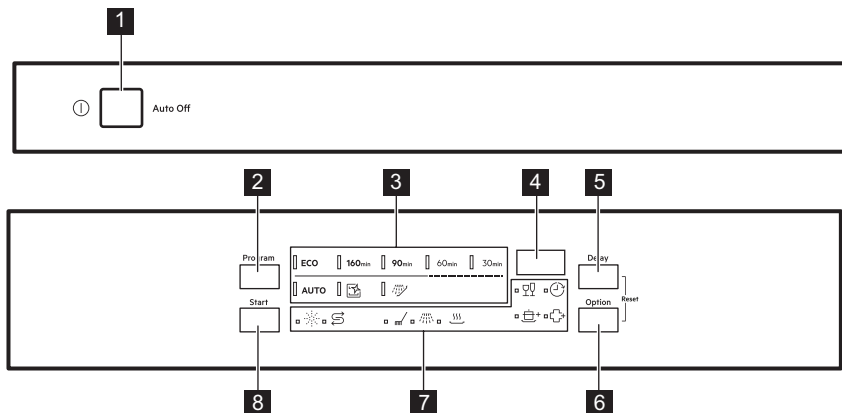 1
Auto Off
2 3 4 5
Program Delay
ECO 160min 90min 60min 30min
AUTO
Start Option Reset
+ +
8 7 6